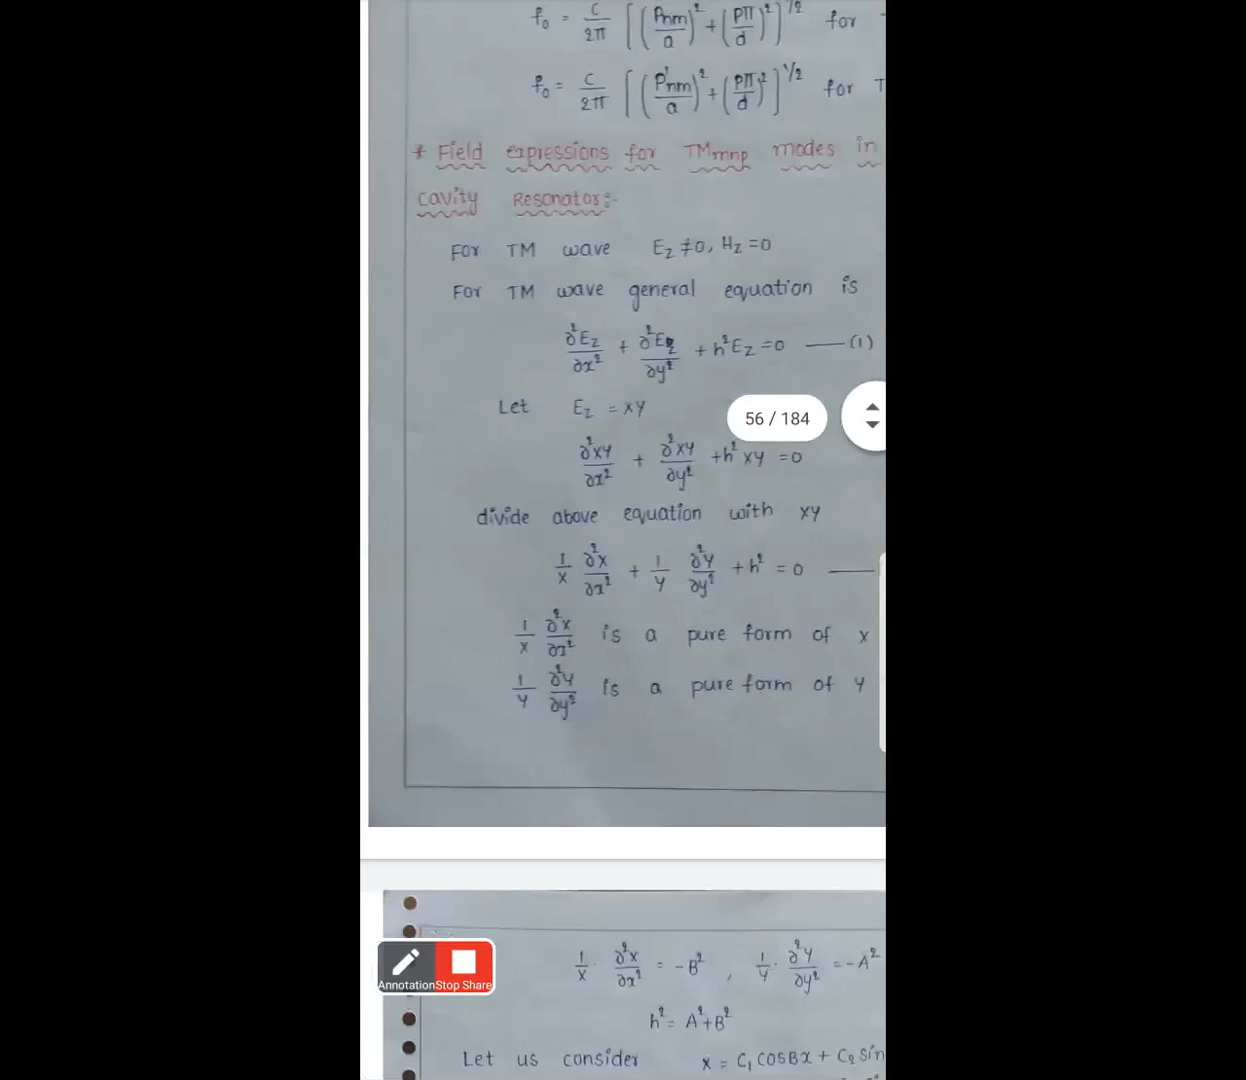 f₀ = C/2π [(Pnm/a)² + (pπ/d)²]^1/2 for T
f₀ = C/2π [(P'nm/a)² + (pπ/d)²]^1/2 for T
* Field expressions for TMmnp modes in
cavity Resonator:-
For TM wave Ez ≠ 0, Hz = 0
For TM wave general equation is
∂²Ez/∂x² + ∂²Ez/∂y² + h²Ez = 0 —(1)
Let Ez = XY
56 / 184
∂²XY/∂x² + ∂²XY/∂y² + h² XY = 0
divide above equation with XY
1/X ∂²X/∂x² + 1/Y ∂²Y/∂y² + h² = 0 —
1/X ∂²X/∂x² is a pure form of X
1/Y ∂²Y/∂y² is a pure form of Y
1/X · ∂²X/∂x² = -B² , 1/Y · ∂²Y/∂y² = -A²
Annotation Stop Share
h² = A² + B²
Let us consider X = C₁ cosBx + C₂ sin